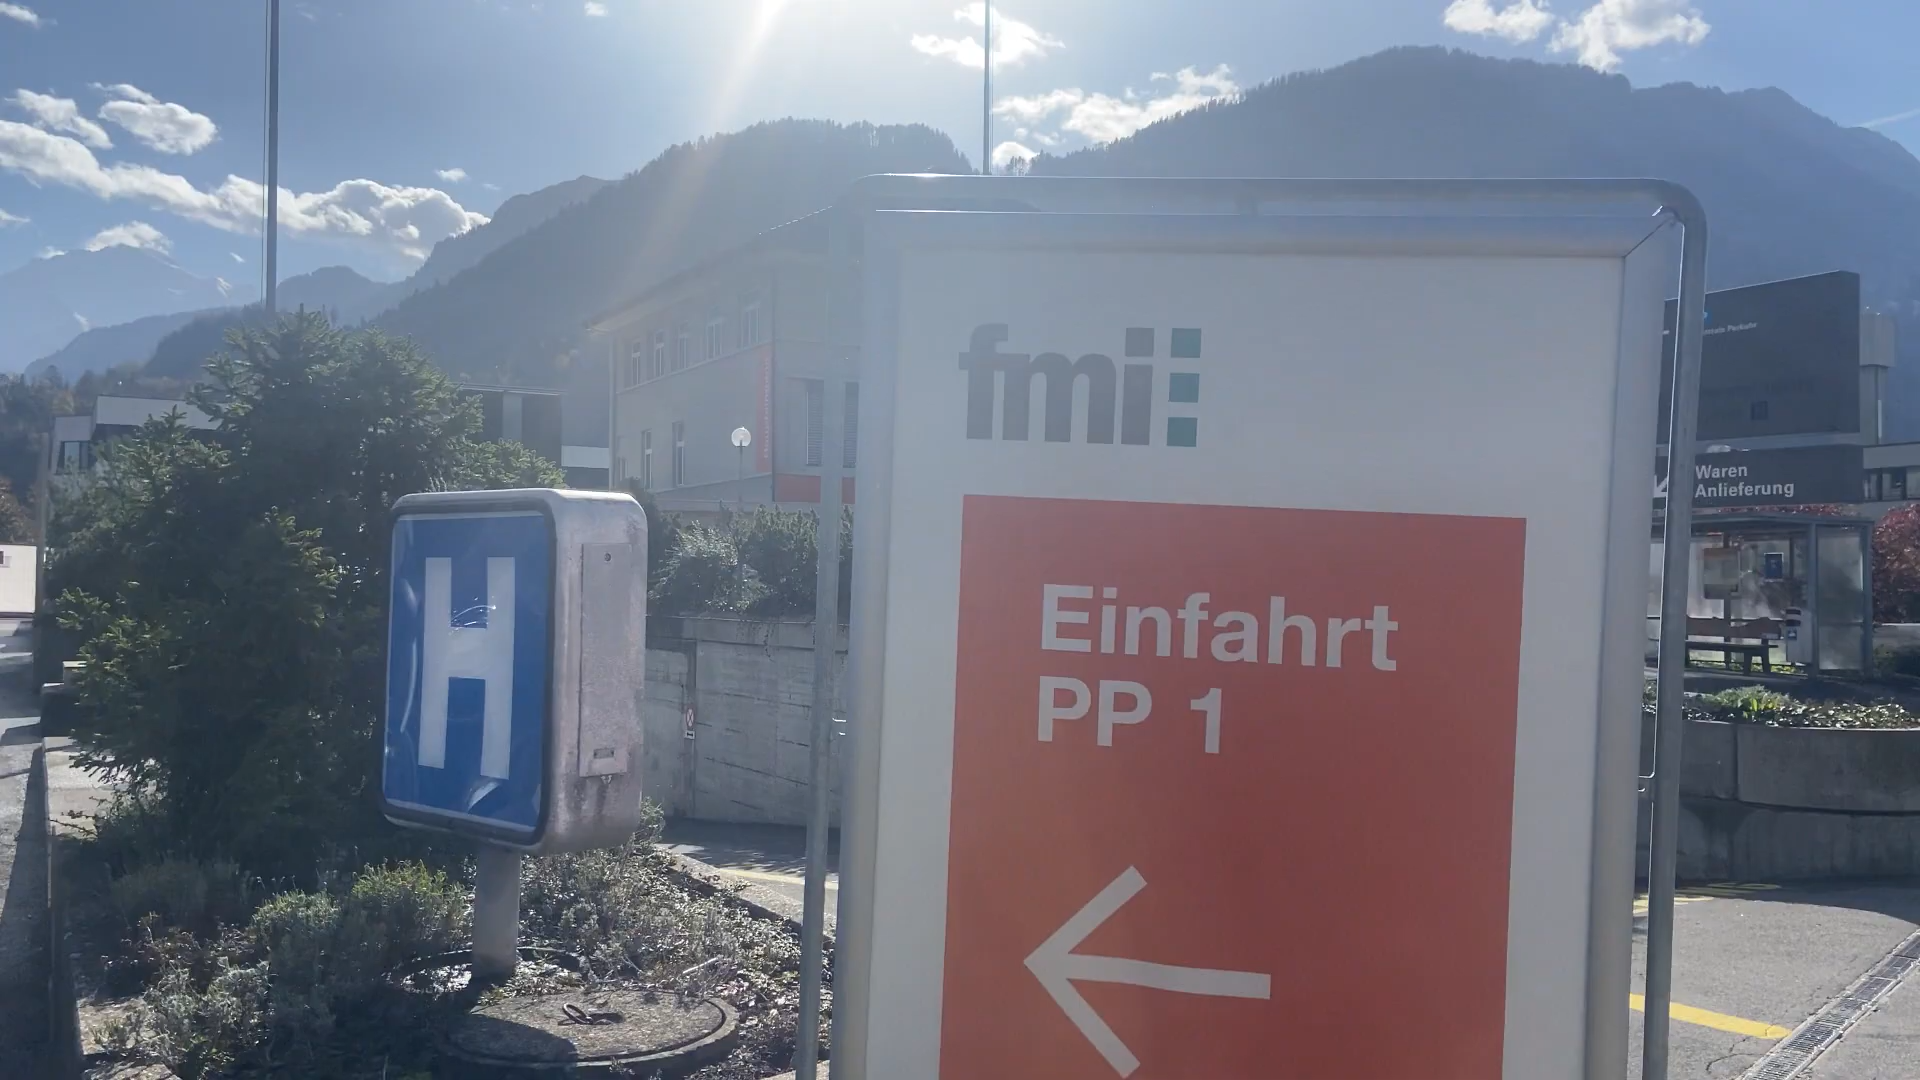 fmi
H
Einfahrt
PP 1
Waren
Anlieferung